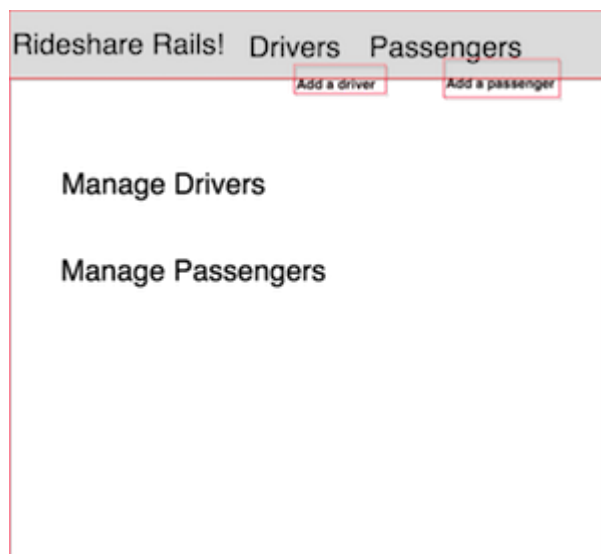 Rideshare Rails! Drivers Passengers
Add a driver Add a passenger
Manage Drivers
Manage Passengers